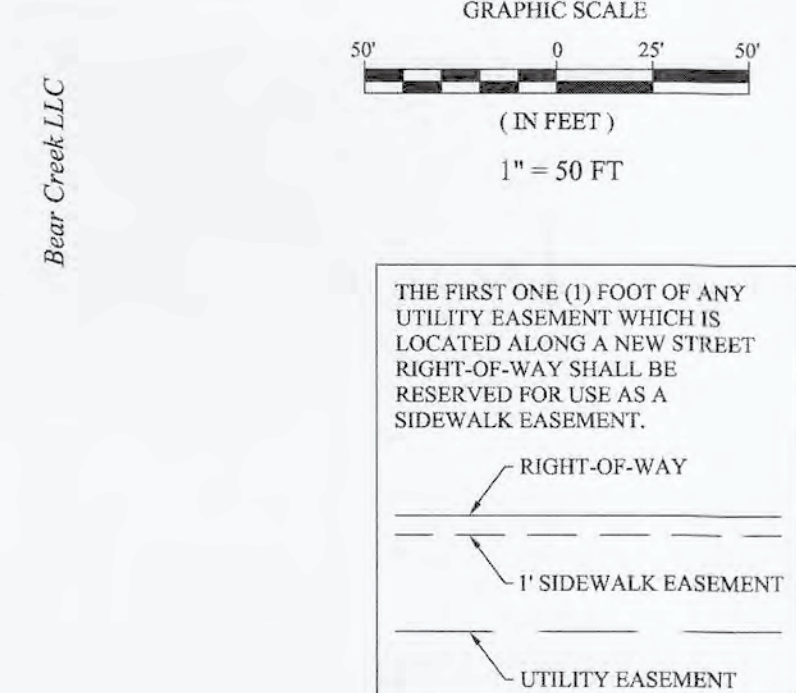 GRAPHIC SCALE
50' 0 25' 50'
( IN FEET )
1" = 50 FT
Bear Creek LLC
THE FIRST ONE (1) FOOT OF ANY
UTILITY EASEMENT WHICH IS
LOCATED ALONG A NEW STREET
RIGHT-OF-WAY SHALL BE
RESERVED FOR USE AS A
SIDEWALK EASEMENT.
RIGHT-OF-WAY
1' SIDEWALK EASEMENT
UTILITY EASEMENT